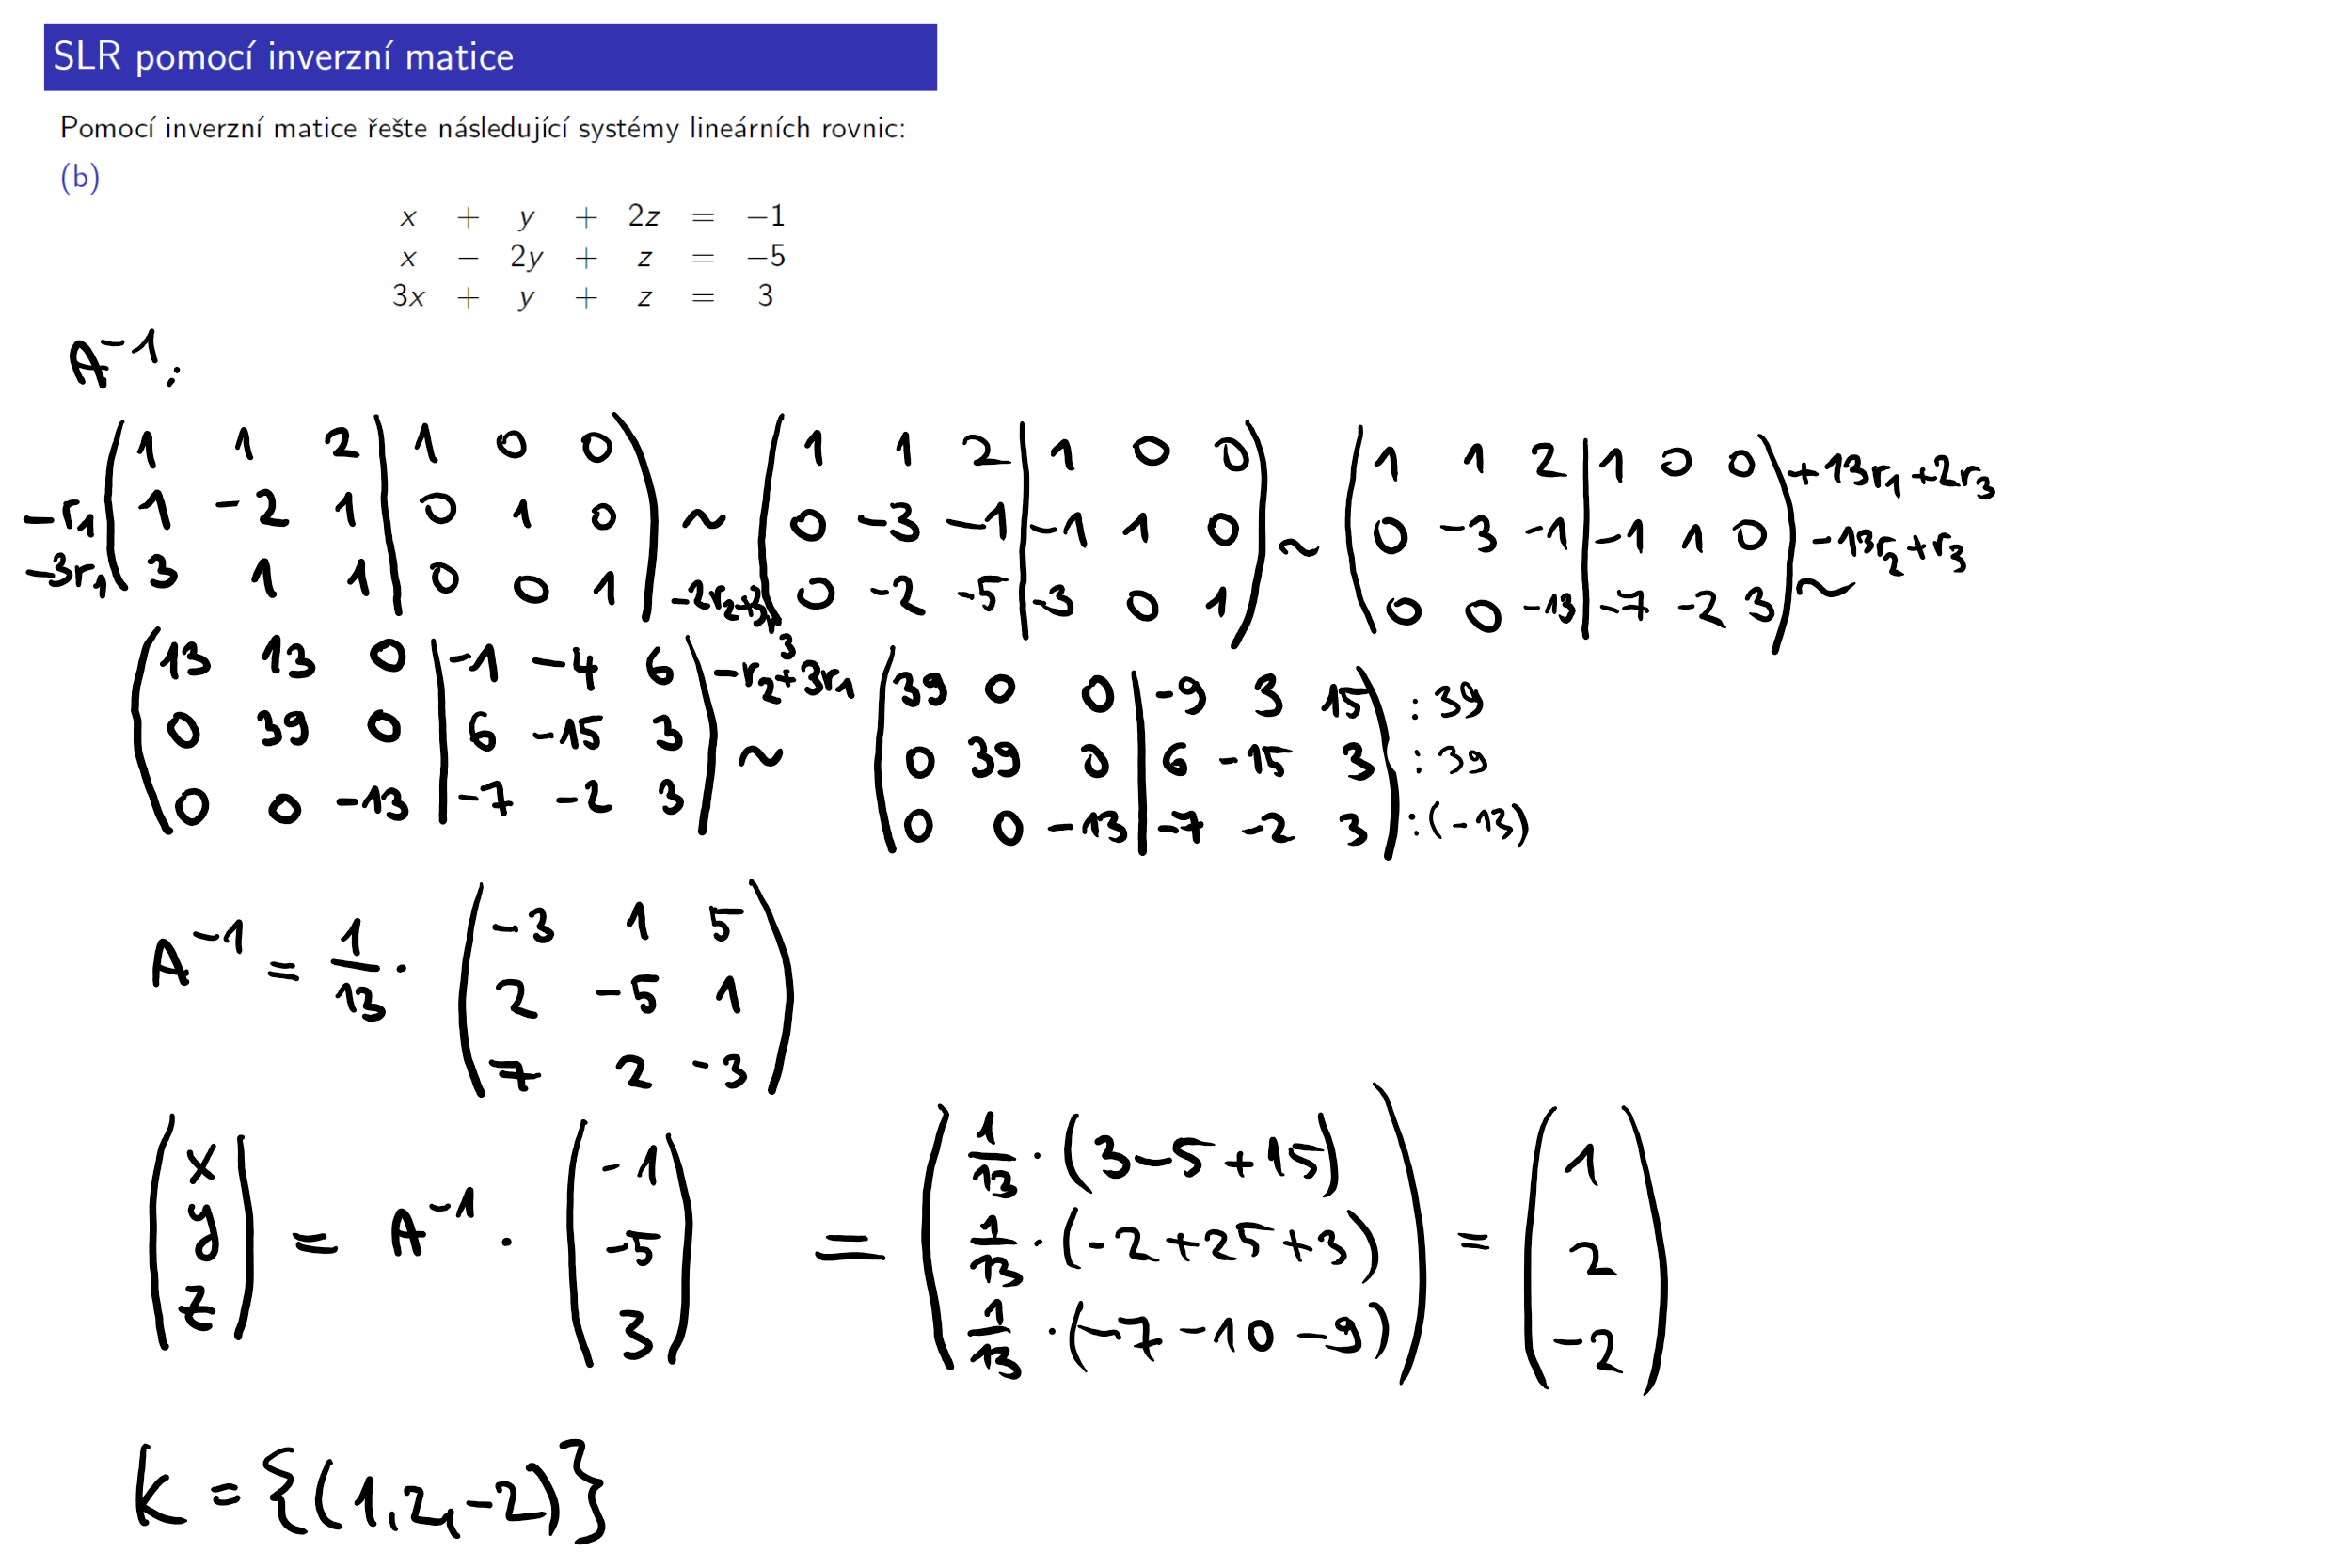 SLR pomocí inverzní matice
Pomocí inverzní matice řešte následující systémy lineárních rovnic:
(b)
x + y + 2z = −1
x − 2y + z = −5
3x + y + z = 3
A⁻¹:
( 1 1 2 | 1 0 0 ) ( 1 1 2 | 1 0 0 ) ( 1 1 2 | 1 0 0 ) +13r₁+2r₃
−r₁ ( 1 −2 1 | 0 1 0 ) ~ ( 0 −3 −1 | −1 1 0 ) ~ ( 0 −3 −1 | −1 1 0 ) −13r₂+r₃
−3r₁ ( 3 1 1 | 0 0 1 ) −2r₂+3r₃ ( 0 −2 −5 | −3 0 1 ) ( 0 0 −13 | −7 −2 3 ) ~
( 13 13 0 | −1 −4 6 ) −r₂+3r₁ ( 39 0 0 | −9 3 15 ) : 39
( 0 39 0 | 6 −15 3 ) ~ ( 0 39 0 | 6 −15 3 ) : 39
( 0 0 −13 | −7 −2 3 ) ( 0 0 −13 | −7 −2 3 ) : (−13)
( −3 1 5 )
A⁻¹ = 1/13 · ( 2 −5 1 )
( 7 2 −3 )
( x ) ( −1 ) ( 1/13 · (3−5+15) ) ( 1 )
( y ) = A⁻¹ · ( −5 ) = ( 1/13 · (−2+25+3) ) = ( 2 )
( z ) ( 3 ) ( 1/13 · (−7−10−9) ) ( −2 )
K = {(1,2,−2)}